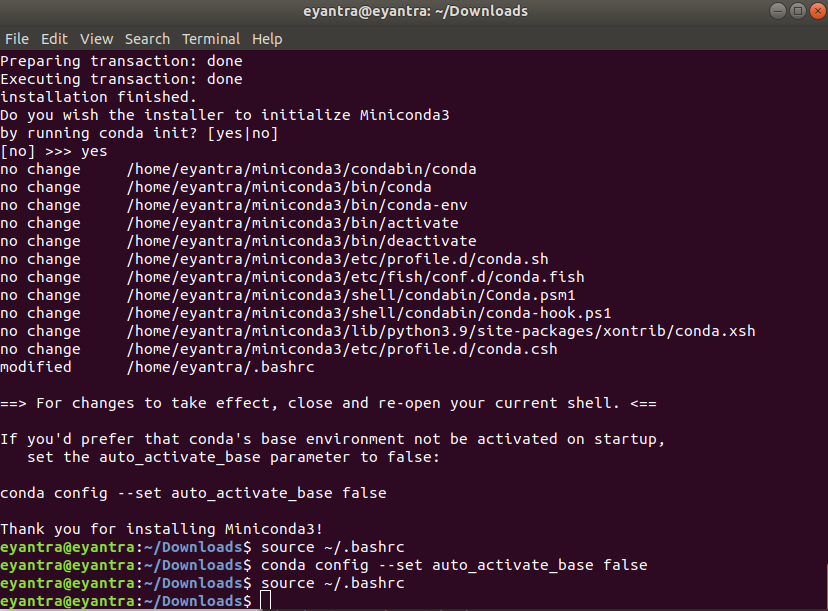 eyantra@eyantra: ~/Downloads
File Edit View Search Terminal Help
Preparing transaction: done
Executing transaction: done
installation finished.
Do you wish the installer to initialize Miniconda3
by running conda init? [yes|no]
[no] >>> yes
no change     /home/eyantra/miniconda3/condabin/conda
no change     /home/eyantra/miniconda3/bin/conda
no change     /home/eyantra/miniconda3/bin/conda-env
no change     /home/eyantra/miniconda3/bin/activate
no change     /home/eyantra/miniconda3/bin/deactivate
no change     /home/eyantra/miniconda3/etc/profile.d/conda.sh
no change     /home/eyantra/miniconda3/etc/fish/conf.d/conda.fish
no change     /home/eyantra/miniconda3/shell/condabin/Conda.psm1
no change     /home/eyantra/miniconda3/shell/condabin/conda-hook.ps1
no change     /home/eyantra/miniconda3/lib/python3.9/site-packages/xontrib/conda.xsh
no change     /home/eyantra/miniconda3/etc/profile.d/conda.csh
modified      /home/eyantra/.bashrc
==> For changes to take effect, close and re-open your current shell. <==
If you'd prefer that conda's base environment not be activated on startup,
   set the auto_activate_base parameter to false:
conda config --set auto_activate_base false
Thank you for installing Miniconda3!
eyantra@eyantra:~/Downloads$ source ~/.bashrc
eyantra@eyantra:~/Downloads$ conda config --set auto_activate_base false
eyantra@eyantra:~/Downloads$ source ~/.bashrc
eyantra@eyantra:~/Downloads$